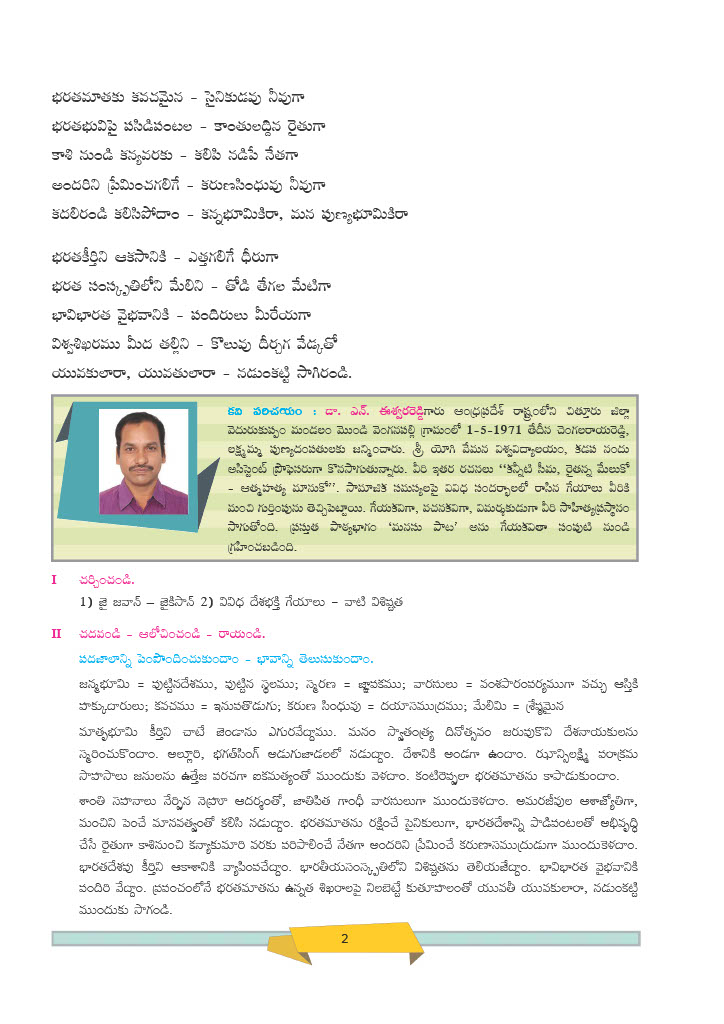 భరతమాతకు కవచమైన - సైనికుడవు నీవుగా
భరతభువిపై పసిడిపంటల - కాంతులద్దిన రైతుగా
కాశి నుండి కన్యవరకు - కలిపి నడిపే నేతగా
అందరిని ప్రేమించగలిగే - కరుణసింధువు నీవుగా
కదలిరండి కలిసిపోదాం - కన్నభూమికిరా, మన పుణ్యభూమికిరా
భరతకీర్తిని ఆకసానికి - ఎత్తగలిగే ధీరుగా
భరత సంస్కృతిలోని మేలిని - తోడి తేగల మేటిగా
భావిభారత వైభవానికి - పందిరులు మీరేయగా
విశ్వశిఖరము మీద తల్లిని - కొలువు దీర్చగ వేడ్కతో
యువకులారా, యువతులారా - నడుంకట్టి సాగిరండి.
కవి పరిచయం : డా. ఎన్. ఈశ్వరరెడ్డిగారు ఆంధ్రప్రదేశ్ రాష్ట్రంలోని చిత్తూరు జిల్లా
వెదురుకుప్పం మండలం మొండి వెంగనపల్లి గ్రామంలో 1-5-1971 తేదీన చెంగలరాయరెడ్డి,
లక్ష్మమ్మ పుణ్యదంపతులకు జన్మించారు. శ్రీ యోగి వేమన విశ్వవిద్యాలయం, కడప నందు
అసిస్టెంట్ ప్రొఫెసరుగా కొనసాగుతున్నారు. వీరి ఇతర రచనలు "కన్నీటి సీమ, రైతన్న మేలుకో
- ఆత్మహత్య మానుకో". సామాజిక సమస్యలపై వివిధ సందర్భాలలో రాసిన గేయాలు వీరికి
మంచి గుర్తింపును తెచ్చిపెట్టాయి. గేయకవిగా, వచనకవిగా, విమర్శకుడుగా వీరి సాహిత్యప్రస్థానం
సాగుతోంది. ప్రస్తుత పాఠ్యభాగం 'మనసు పాట' అను గేయకవితా సంపుటి నుండి
గ్రహించబడింది.
I చర్చించండి.
1) జై జవాన్ – జైకిసాన్ 2) వివిధ దేశభక్తి గేయాలు - వాటి విశిష్టత
II చదవండి - ఆలోచించండి - రాయండి.
పదజాలాన్ని పెంపొందించుకుందాం - భావాన్ని తెలుసుకుందాం.
జన్మభూమి = పుట్టినదేశము, పుట్టిన స్థలము; స్మరణ = జ్ఞాపకము; వారసులు = వంశపారంపర్యముగా వచ్చు ఆస్తికి
హక్కుదారులు; కవచము = ఇనుపతొడుగు; కరుణ సింధువు = దయాసముద్రము; మేలిమి = శ్రేష్ఠమైన
మాతృభూమి కీర్తిని చాటే జెండాను ఎగురవేద్దాము. మనం స్వాతంత్ర్య దినోత్సవం జరుపుకొని దేశనాయకులను
స్మరించుకొందాం. అల్లూరి, భగత్‌సింగ్ అడుగుజాడలలో నడుద్దాం. దేశానికి అండగా ఉందాం. ఝాన్సిలక్ష్మి పరాక్రమ
సాహసాలు జనులను ఉత్తేజ పరచగా ఐకమత్యంతో ముందుకు వెళదాం. కంటిరెప్పలా భరతమాతను కాపాడుకుందాం.
శాంతి సహనాలు నేర్పిన నెహ్రూ ఆదర్శంతో, జాతిపిత గాంధీ వారసులుగా ముందుకెళదాం. అమరజీవుల ఆశాజ్యోతిగా,
మంచిని పెంచే మానవత్వంతో కలిసి నడుద్దాం. భరతమాతను రక్షించే సైనికులుగా, భారతదేశాన్ని పాడిపంటలతో అభివృద్ధి
చేసే రైతుగా కాశినుంచి కన్యాకుమారి వరకు పరిపాలించే నేతగా అందరిని ప్రేమించే కరుణాసముద్రుడుగా ముందుకెళదాం.
భారతదేశపు కీర్తిని ఆకాశానికి వ్యాపింపచేద్దాం. భారతీయసంస్కృతిలోని విశిష్టతను తెలియజేద్దాం. భావిభారత వైభవానికి
పందిరి వేద్దాం. ప్రపంచంలోనే భరతమాతను ఉన్నత శిఖరాలపై నిలబెట్టే కుతూహలంతో యువతీ యువకులారా, నడుంకట్టి
ముందుకు సాగండి.
2